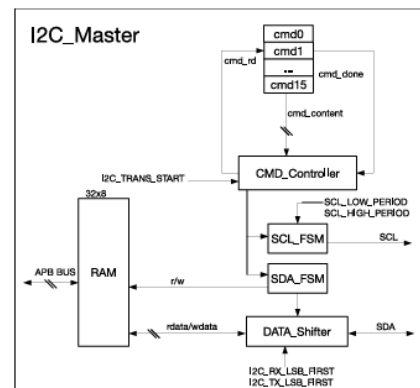 I2C_Master
cmd0
cmd1
...
cmd15
cmd_rd
cmd_done
cmd_content
CMD_Controller
I2C_TRANS_START
32x8
SCL_LOW_PERIOD
SCL_HIGH_PERIOD
SCL_FSM
SCL
RAM
APB BUS
r/w
SDA_FSM
rdata/wdata
DATA_Shifter
SDA
I2C_RX_LSB_FIRST
I2C_TX_LSB_FIRST